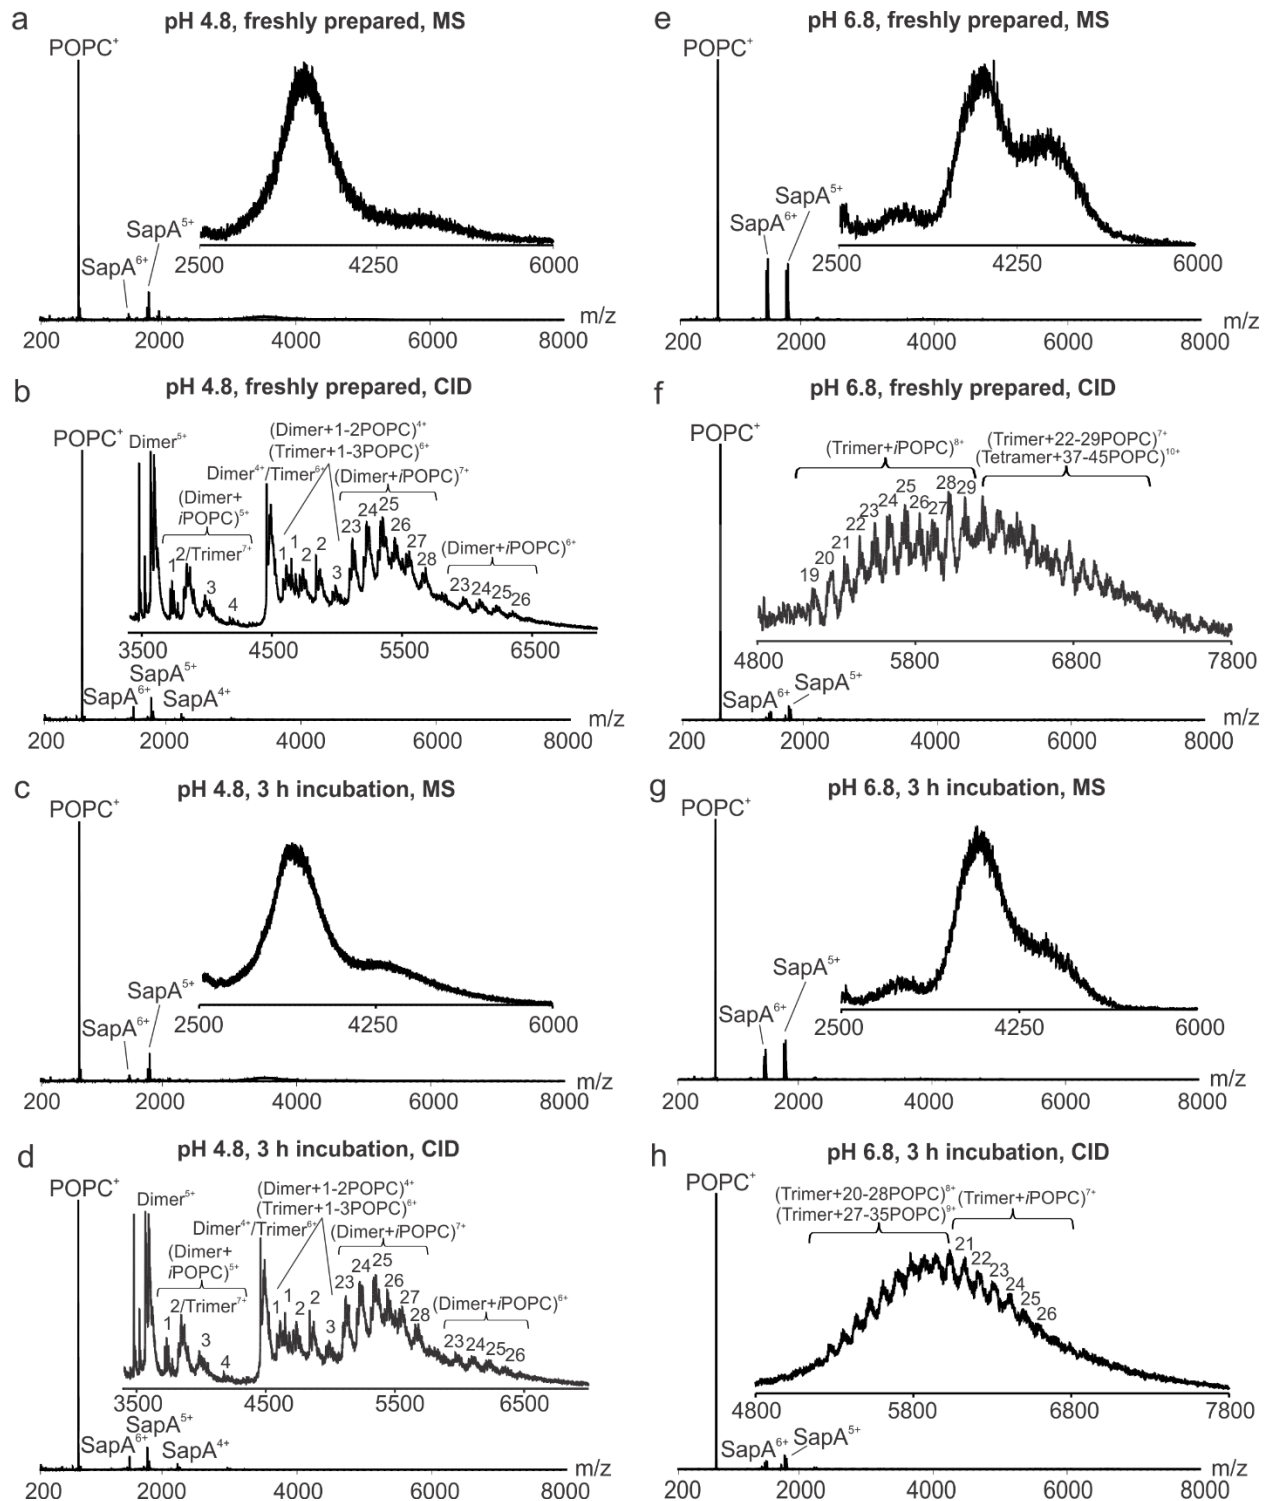 a
pH 4.8, freshly prepared, MS
POPC⁺
SapA⁵⁺
SapA⁶⁺
2500 4250 6000
m/z
200 2000 4000 6000 8000
b
pH 4.8, freshly prepared, CID
POPC⁺
Dimer⁵⁺
(Dimer+1-2POPC)⁴⁺
(Trimer+1-3POPC)⁶⁺
Dimer⁴⁺/Timer⁶⁺
(Dimer+iPOPC)⁷⁺
(Dimer+
iPOPC)⁵⁺
1 2/Trimer⁷⁺ 3 4
1 1 2 2 3
23 24 25 26 27 28
(Dimer+iPOPC)⁶⁺
23 24 25 26
3500 4500 5500 6500
SapA⁵⁺
SapA⁶⁺ SapA⁴⁺
m/z
200 2000 4000 6000 8000
c
pH 4.8, 3 h incubation, MS
POPC⁺
SapA⁵⁺
SapA⁶⁺
2500 4250 6000
m/z
200 2000 4000 6000 8000
d
pH 4.8, 3 h incubation, CID
POPC⁺
Dimer⁵⁺
(Dimer+1-2POPC)⁴⁺
(Trimer+1-3POPC)⁶⁺
Dimer⁴⁺/Trimer⁶⁺
(Dimer+iPOPC)⁷⁺
(Dimer+
iPOPC)⁵⁺
1 2/Trimer⁷⁺ 3 4
1 1 2 2 3
23 24 25 26 27 28
(Dimer+iPOPC)⁶⁺
23 24 25 26
3500 4500 5500 6500
SapA⁵⁺
SapA⁶⁺ SapA⁴⁺
m/z
200 2000 4000 6000 8000
e
pH 6.8, freshly prepared, MS
POPC⁺
SapA⁵⁺
SapA⁶⁺
2500 4250 6000
m/z
200 2000 4000 6000 8000
f
pH 6.8, freshly prepared, CID
POPC⁺
(Trimer+iPOPC)⁸⁺
(Trimer+22-29POPC)⁷⁺
(Tetramer+37-45POPC)¹⁰⁺
19 20 21 22 23 24 25 26 27 28 29
4800 5800 6800 7800
SapA⁶⁺ SapA⁵⁺
m/z
200 2000 4000 6000 8000
g
pH 6.8, 3 h incubation, MS
POPC⁺
SapA⁵⁺
SapA⁶⁺
2500 4250 6000
m/z
200 2000 4000 6000 8000
h
pH 6.8, 3 h incubation, CID
POPC⁺
(Trimer+20-28POPC)⁸⁺
(Trimer+27-35POPC)⁹⁺
(Trimer+iPOPC)⁷⁺
21 22 23 24 25 26
4800 5800 6800 7800
SapA⁶⁺ SapA⁵⁺
m/z
200 2000 4000 6000 8000